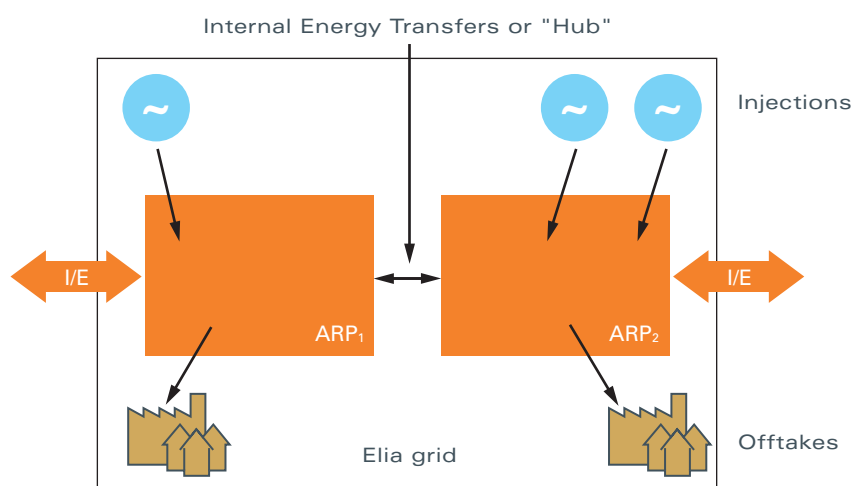 Internal Energy Transfers or "Hub"
~
~
~
Injections
I/E
I/E
ARP₁
ARP₂
Elia grid
Offtakes